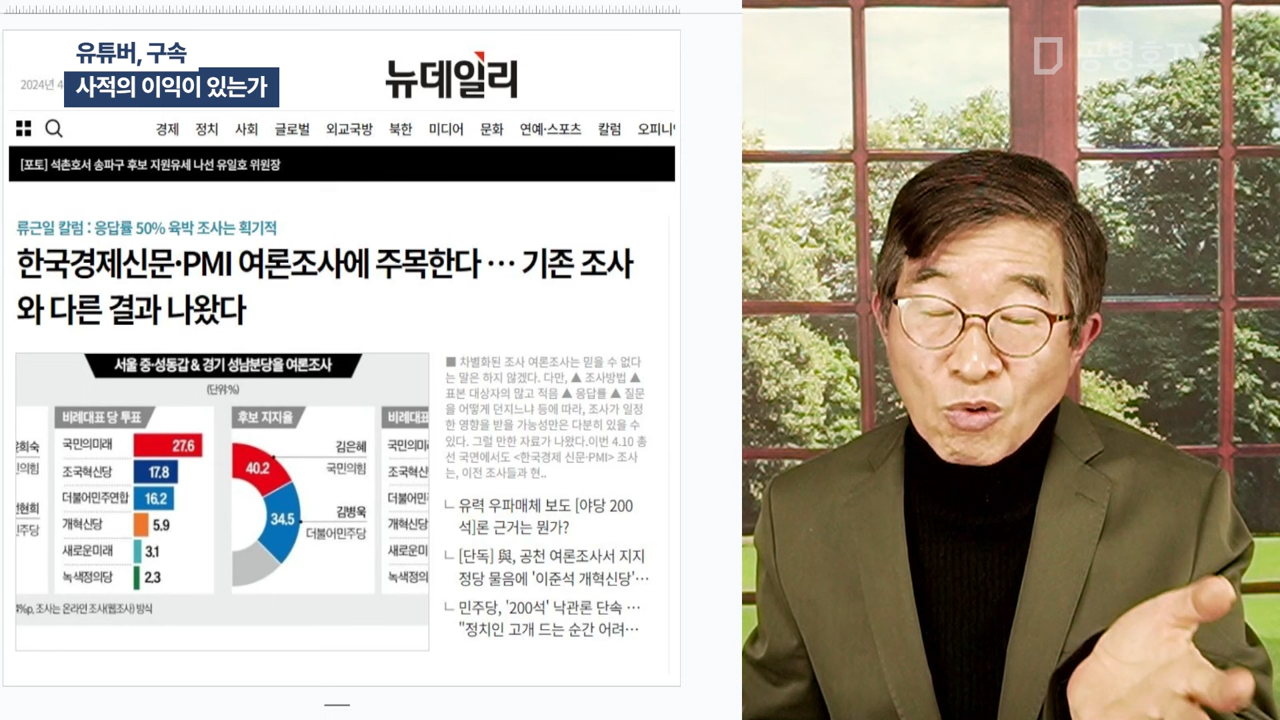 유튜버, 구속
사적의 이익이 있는가
2024년 4
뉴데일리
공병호TV
경제 정치 사회 글로벌 외교국방 북한 미디어 문화 연예·스포츠 칼럼 오피니
[포토] 석촌호서 송파구 후보 지원유세 나선 유일호 위원장
류근일 칼럼 : 응답률 50% 육박 조사는 획기적
한국경제신문·PMI 여론조사에 주목한다 … 기존 조사
와 다른 결과 나왔다
서울 중·성동갑 & 경기 성남분당을 여론조사
(단위:%)
비례대표 당 투표
국민의미래 27.6
조국혁신당 17.8
더불어민주연합 16.2
개혁신당 5.9
새로운미래 3.1
녹색정의당 2.3
후보 지지율
40.2
김은혜
국민의힘
34.5
김병욱
더불어민주당
비례대표
국민의미
조국혁신
더불어민
개혁신당
새로운미
녹색정의
희숙
의힘
현희
주당
4%p, 조사는 온라인 조사(웹조사) 방식
■ 차별화된 조사 여론조사는 믿을 수 없다
는 말은 하지 않겠다. 다만, ▲ 조사방법 ▲
표본 대상자의 많고 적음 ▲ 응답률 ▲ 질문
을 어떻게 던지느냐 등에 따라, 조사가 일정
한 영향을 받을 가능성만은 다분히 있을 수
있다. 그럴 만한 자료가 나왔다.이번 4.10 총
선 국면에서도 <한국경제 신문·PMI> 조사
는, 이전 조사들과 현..
ㄴ 유력 우파매체 보도 [야당 200
석]론 근거는 뭔가?
ㄴ [단독] 與, 공천 여론조사서 지지
정당 물음에 '이준석 개혁신당'…
ㄴ 민주당, '200석' 낙관론 단속 …
"정치인 고개 드는 순간 어려…